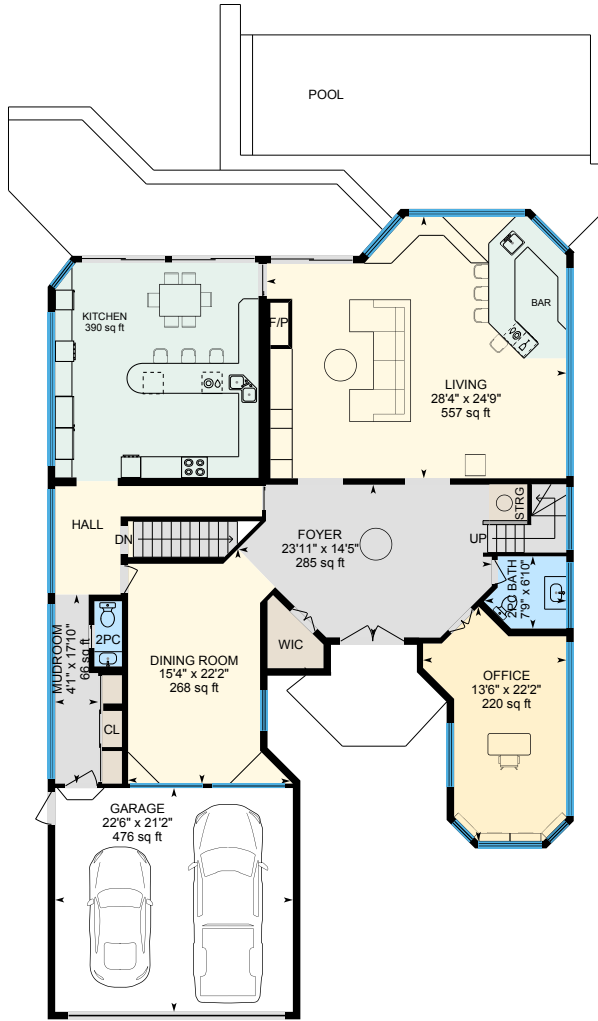 POOL
KITCHEN
390 sq ft
BAR
F/P
LIVING
28'4" x 24'9"
557 sq ft
STRG
HALL
FOYER
23'11" x 14'5"
285 sq ft
DN
UP
2PC BATH
7'9" x 6'10"
MUDROOM
4'1" x 17'10"
66 sq ft
2PC
WIC
DINING ROOM
15'4" x 22'2"
268 sq ft
OFFICE
13'6" x 22'2"
220 sq ft
CL
GARAGE
22'6" x 21'2"
476 sq ft